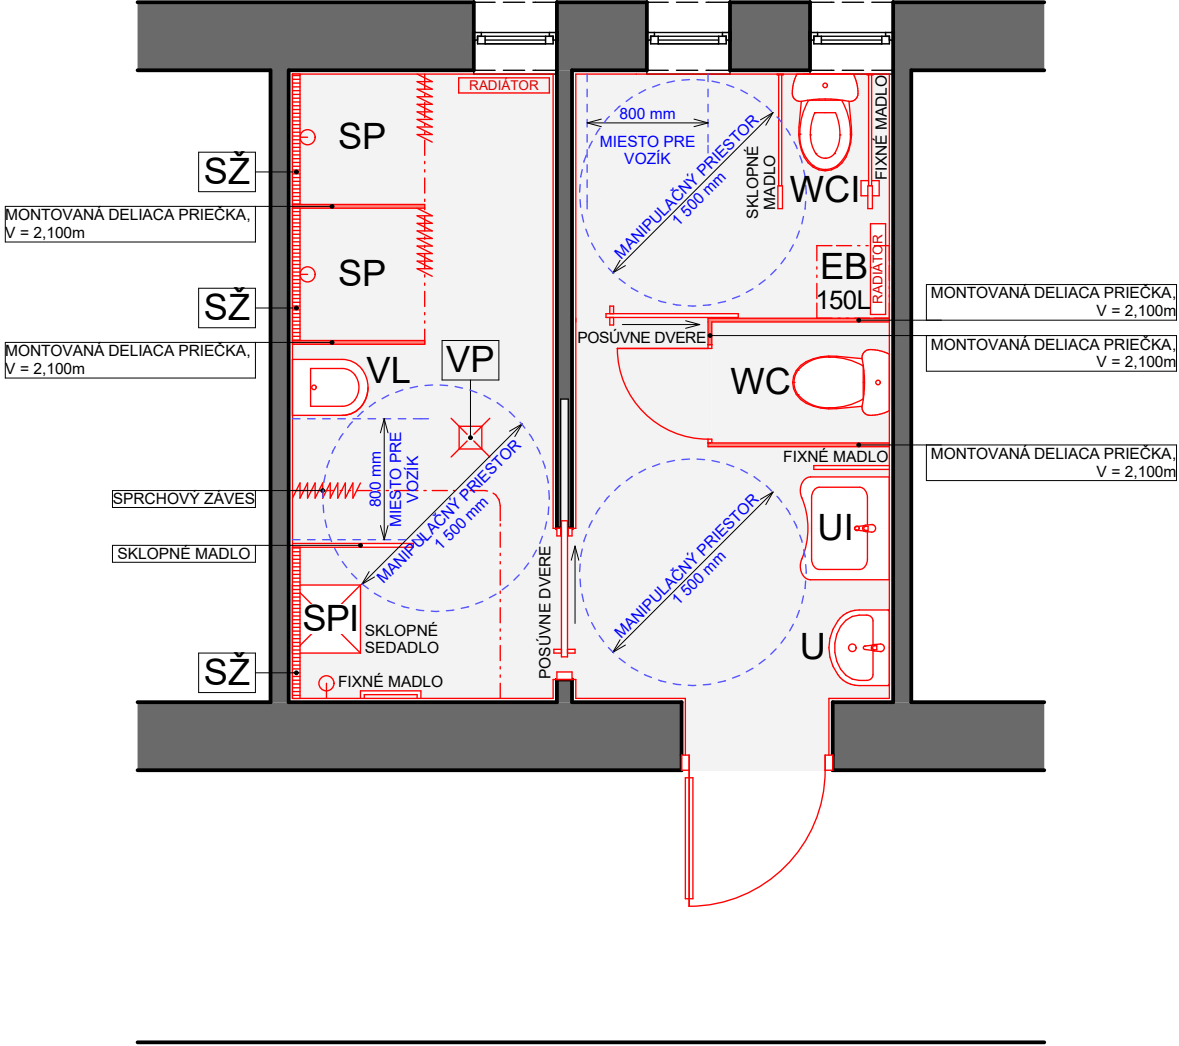 RADIÁTOR
SP
SŽ
MONTOVANÁ DELIACA PRIEČKA,
V = 2,100m
SP
SŽ
MONTOVANÁ DELIACA PRIEČKA,
V = 2,100m
VL
VP
800 mm
MIESTO PRE
VOZÍK
MANIPULAČNÝ PRIESTOR
1 500 mm
SPRCHOVÝ ZÁVES
SKLOPNÉ MADLO
SPI
SKLOPNÉ
SEDADLO
SŽ
FIXNÉ MADLO
POSÚVNE DVERE
800 mm
MIESTO PRE
VOZÍK
MANIPULAČNÝ PRIESTOR
1 500 mm
SKLOPNÉ
MADLO
FIXNÉ MADLO
WCI
EB
150L
RADIÁTOR
POSÚVNE DVERE
MONTOVANÁ DELIACA PRIEČKA,
V = 2,100m
MONTOVANÁ DELIACA PRIEČKA,
V = 2,100m
WC
MONTOVANÁ DELIACA PRIEČKA,
V = 2,100m
FIXNÉ MADLO
MANIPULAČNÝ PRIESTOR
1 500 mm
UI
U